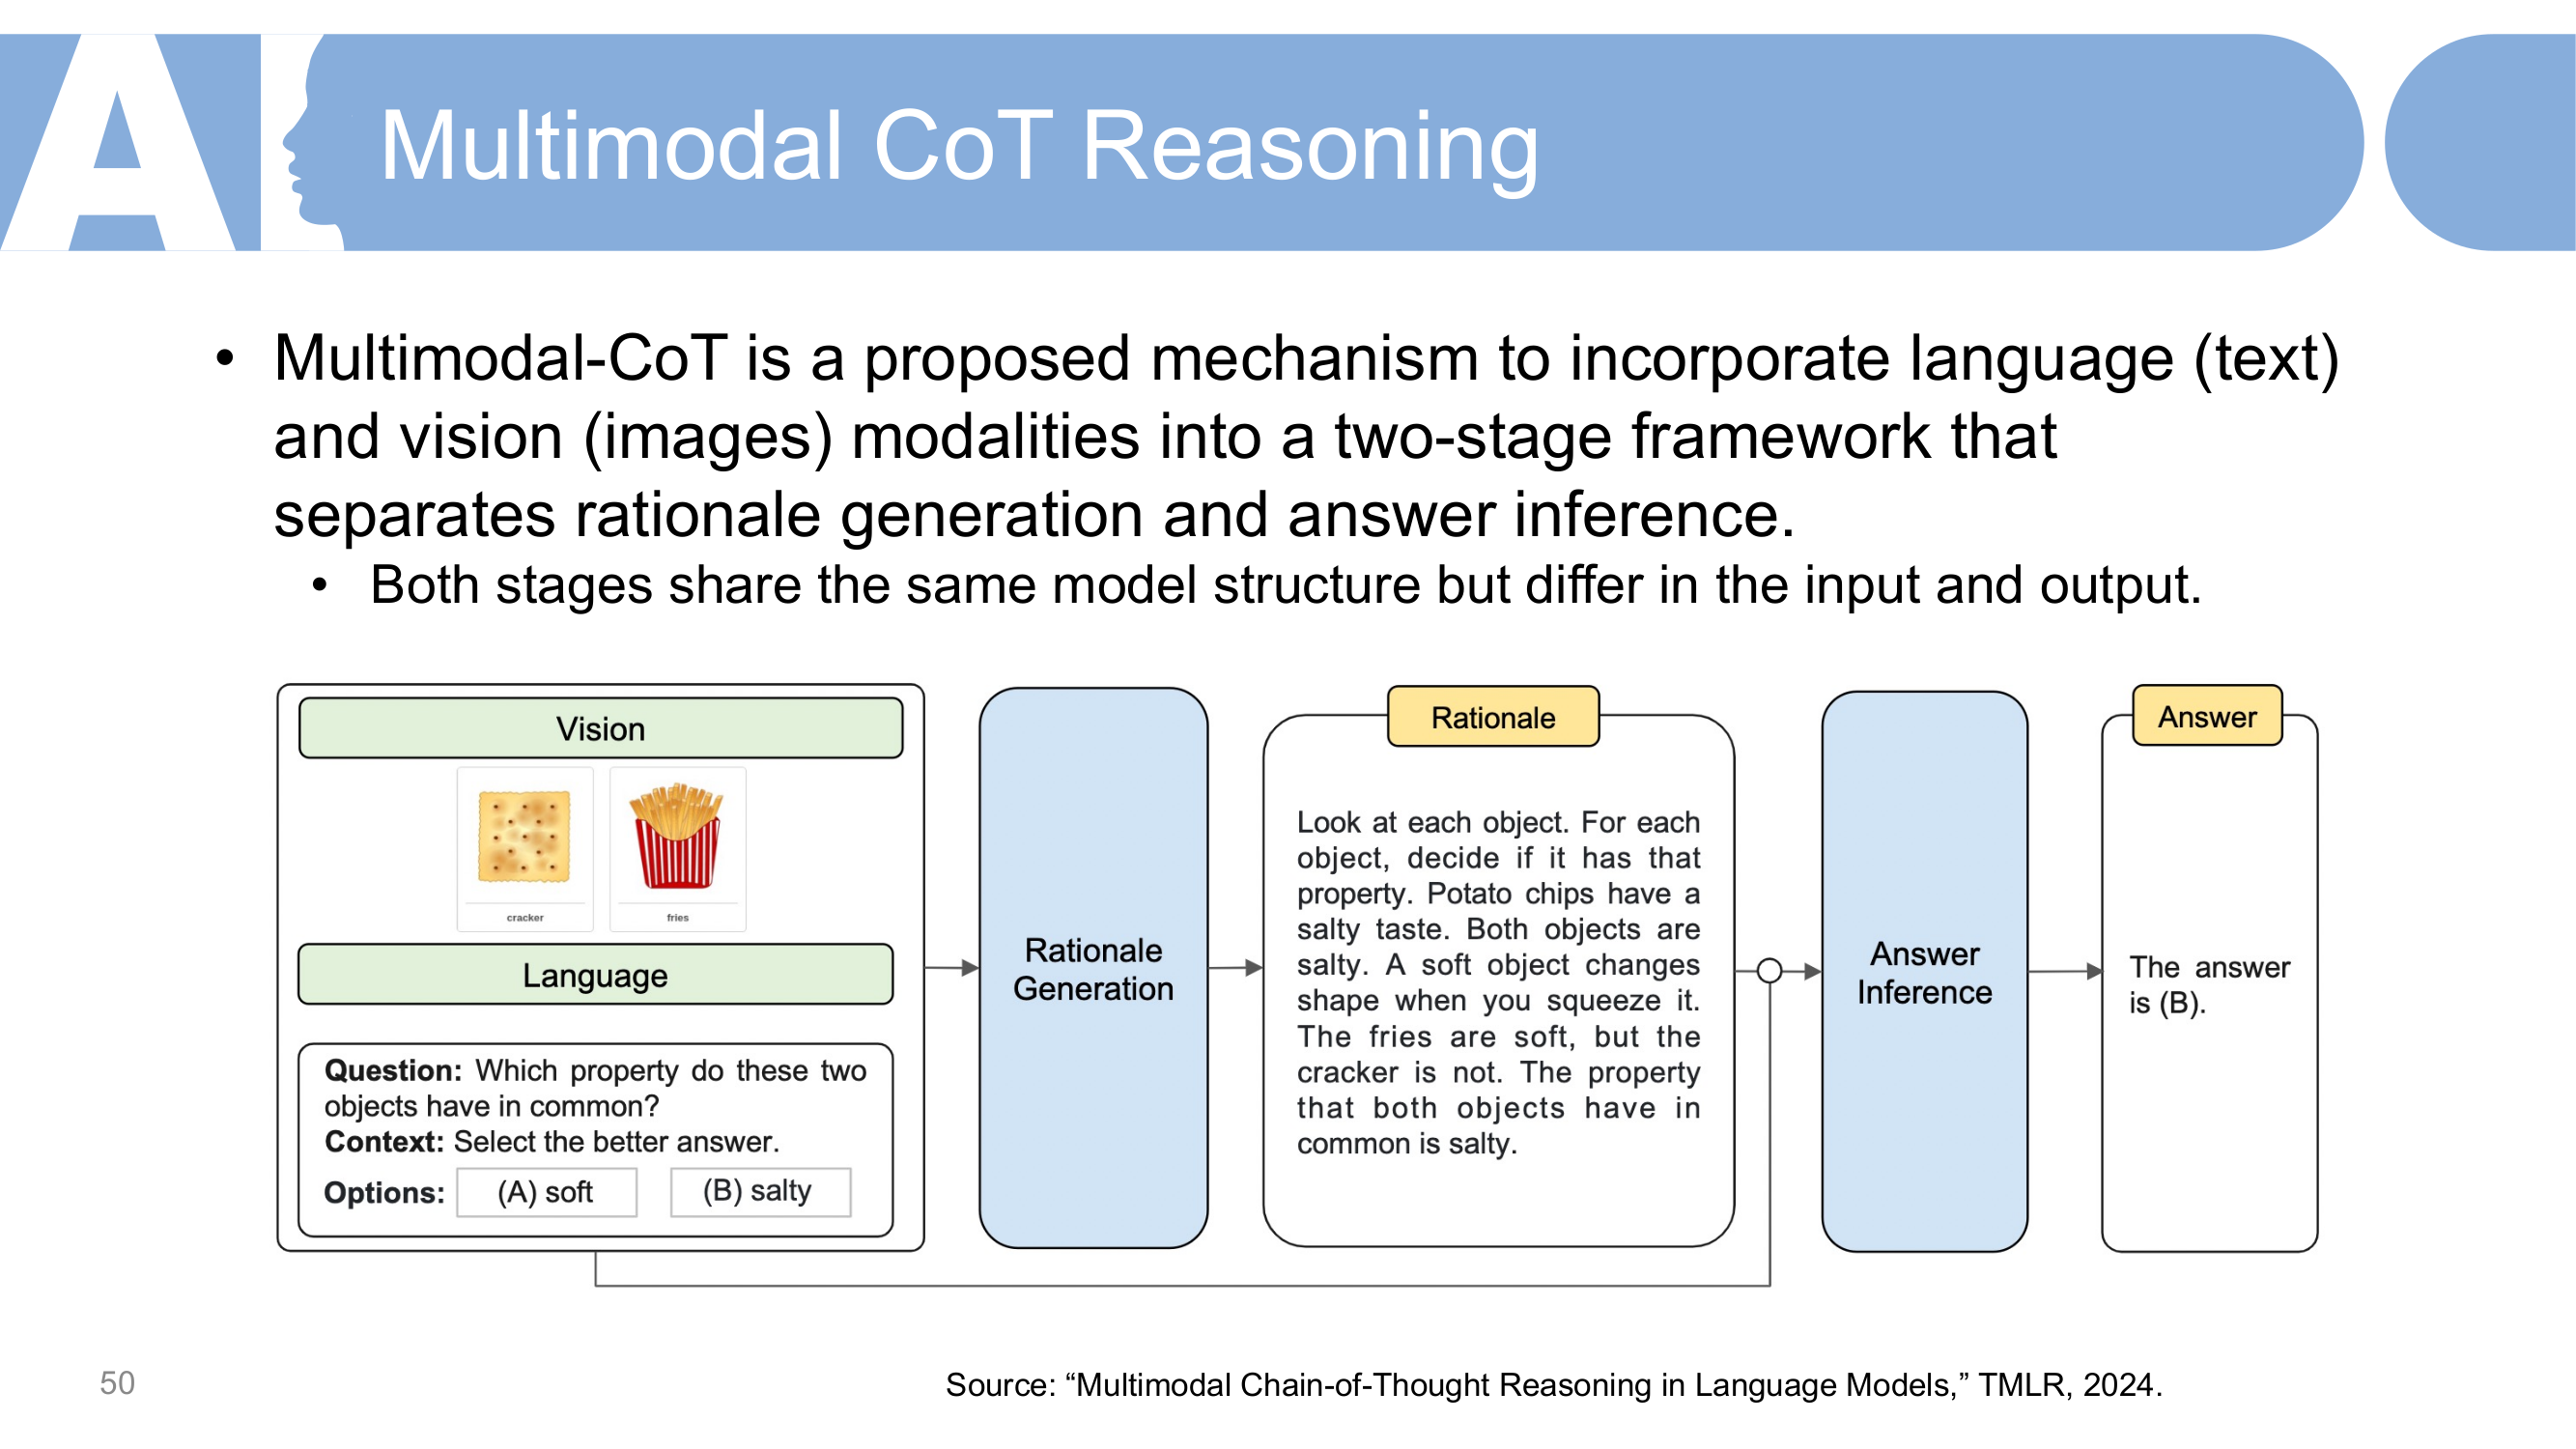 AI
Multimodal CoT Reasoning
• Multimodal-CoT is a proposed mechanism to incorporate language (text)
and vision (images) modalities into a two-stage framework that
separates rationale generation and answer inference.
• Both stages share the same model structure but differ in the input and output.
Vision
cracker
fries
Language
Question: Which property do these two
objects have in common?
Context: Select the better answer.
Options: (A) soft (B) salty
Rationale
Generation
Rationale
Look at each object. For each
object, decide if it has that
property. Potato chips have a
salty taste. Both objects are
salty. A soft object changes
shape when you squeeze it.
The fries are soft, but the
cracker is not. The property
that both objects have in
common is salty.
Answer
Inference
Answer
The answer
is (B).
50
Source: “Multimodal Chain-of-Thought Reasoning in Language Models,” TMLR, 2024.